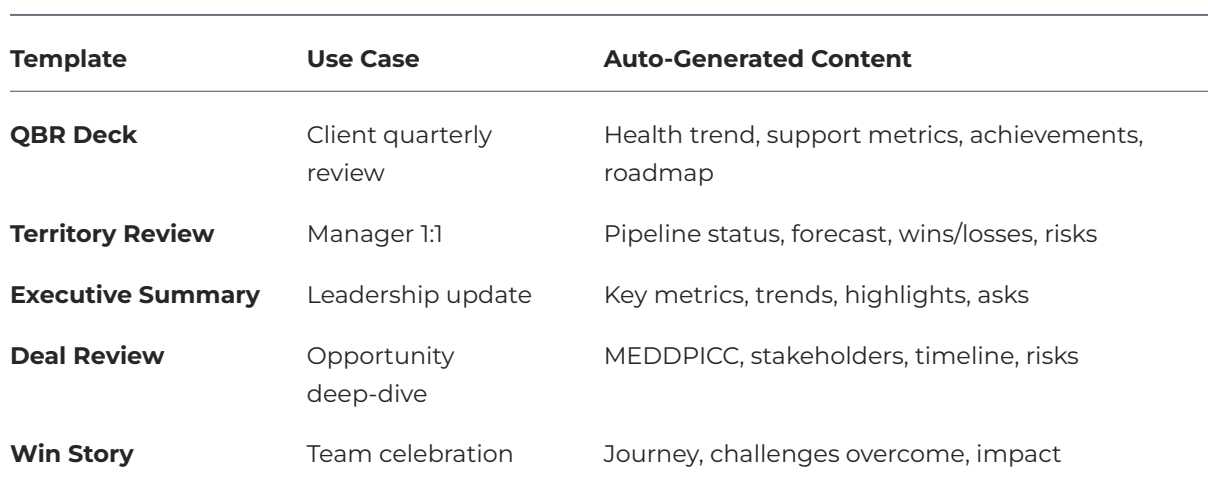 Template Use Case Auto-Generated Content
QBR Deck Client quarterly Health trend, support metrics, achievements,
review roadmap
Territory Review Manager 1:1 Pipeline status, forecast, wins/losses, risks
Executive Summary Leadership update Key metrics, trends, highlights, asks
Deal Review Opportunity MEDDPICC, stakeholders, timeline, risks
deep-dive
Win Story Team celebration Journey, challenges overcome, impact